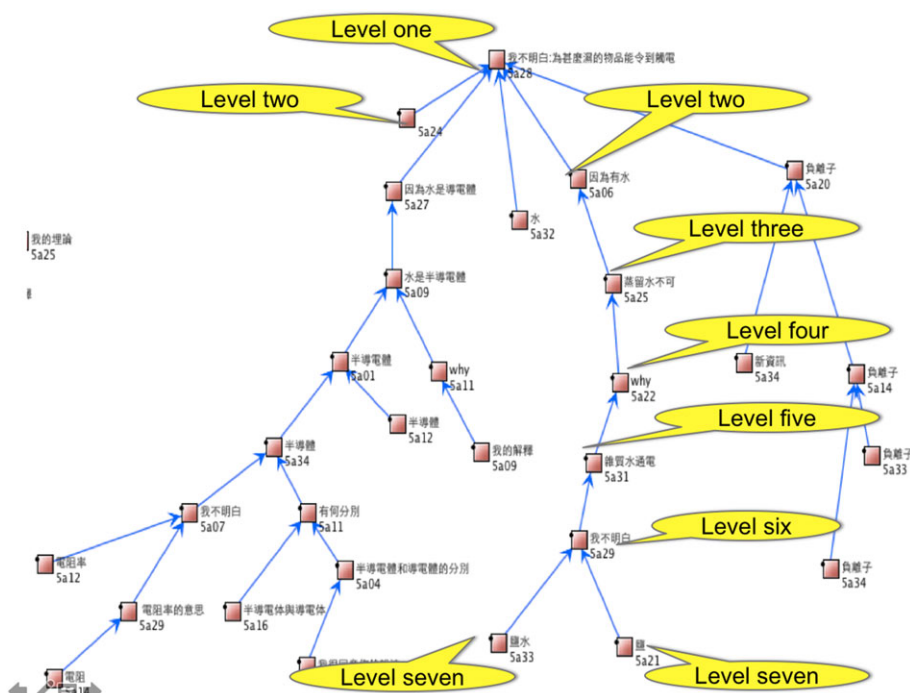 Level one
我不明白:為甚麼濕的物品能令到觸電
5a28
Level two
5a24
Level two
因為水是導電體
5a27
因為有水
5a06
負離子
5a20
水
5a32
我的埋論
5a25
Level three
水是半導電體
5a09
蒸留水不可
5a25
Level four
半導電體
5a01
why
5a11
why
5a22
新資訊
5a34
負離子
5a14
半導體
5a12
Level five
半導體
5a34
我的解釋
5a09
雜質水通電
5a31
負離子
5a33
我不明白
5a07
有何分別
5a11
Level six
我不明白
5a29
電阻率
5a12
半導電體和導電體的分別
5a04
負離子
5a34
電阻率的意思
5a29
半導电体與導电体
5a16
鹽水
5a33
鹽
5a21
電阻
Level seven
Level seven